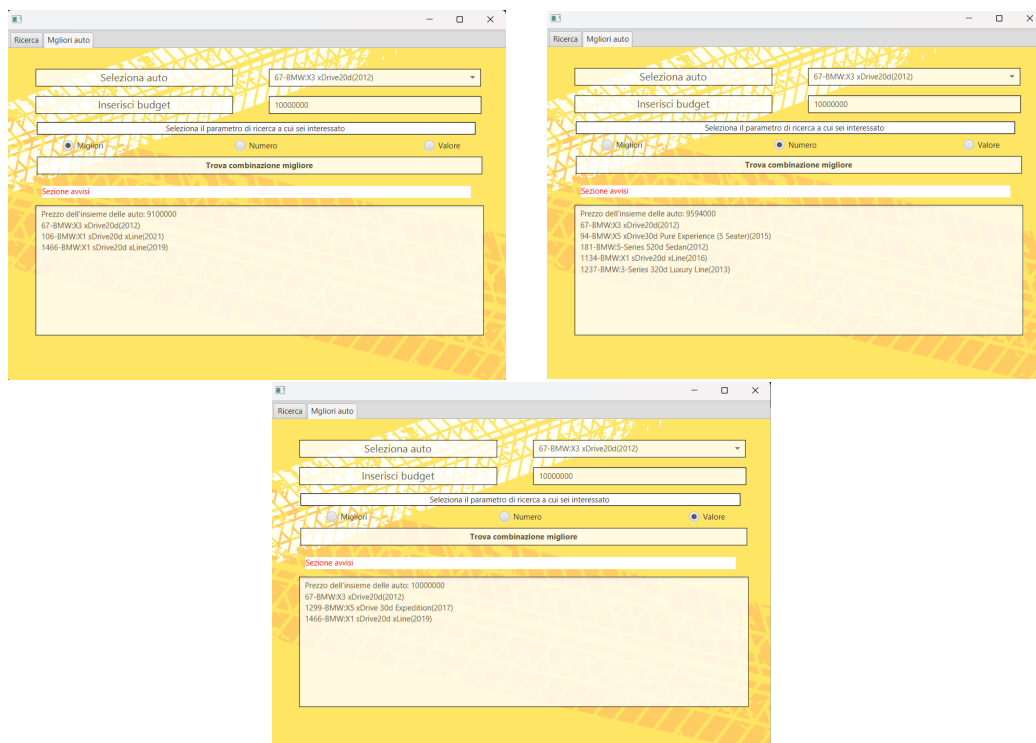 Ricerca Mgliori auto
Seleziona auto 67-BMW:X3 xDrive20d(2012)
Inserisci budget 10000000
Seleziona il parametro di ricerca a cui sei interessato
Migliori Numero Valore
Trova combinazione migliore
Sezione avvisi
Prezzo dell'insieme delle auto: 9100000
67-BMW:X3 xDrive20d(2012)
106-BMW:X1 sDrive20d xLine(2021)
1466-BMW:X1 sDrive20d xLine(2019)
Ricerca Mgliori auto
Seleziona auto 67-BMW:X3 xDrive20d(2012)
Inserisci budget 10000000
Seleziona il parametro di ricerca a cui sei interessato
Migliori Numero Valore
Trova combinazione migliore
Sezione avvisi
Prezzo dell'insieme delle auto: 9594000
67-BMW:X3 xDrive20d(2012)
94-BMW:X5 xDrive30d Pure Experience (5 Seater)(2015)
181-BMW:5-Series 520d Sedan(2012)
1134-BMW:X1 sDrive20d xLine(2016)
1237-BMW:3-Series 320d Luxury Line(2013)
Ricerca Mgliori auto
Seleziona auto 67-BMW:X3 xDrive20d(2012)
Inserisci budget 10000000
Seleziona il parametro di ricerca a cui sei interessato
Migliori Numero Valore
Trova combinazione migliore
Sezione avvisi
Prezzo dell'insieme delle auto: 10000000
67-BMW:X3 xDrive20d(2012)
1299-BMW:X5 xDrive 30d Expedition(2017)
1466-BMW:X1 sDrive20d xLine(2019)